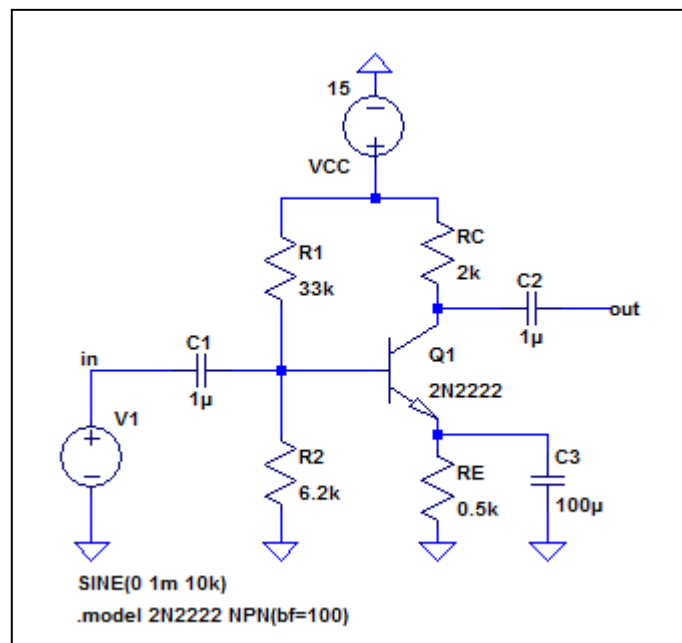 15
VCC
R1
33k
RC
2k
C2
1µ
out
in
C1
1µ
Q1
2N2222
V1
R2
6.2k
RE
0.5k
C3
100µ
SINE(0 1m 10k)
.model 2N2222 NPN(bf=100)